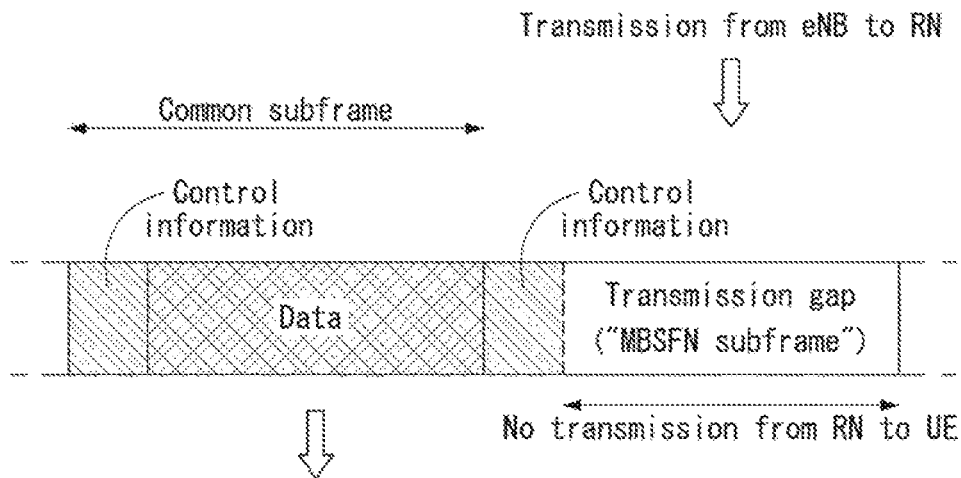 Transmission from eNB to RN
Common subframe
Control
information
Control
information
Data
Transmission gap
("MBSFN subframe")
No transmission from RN to UE